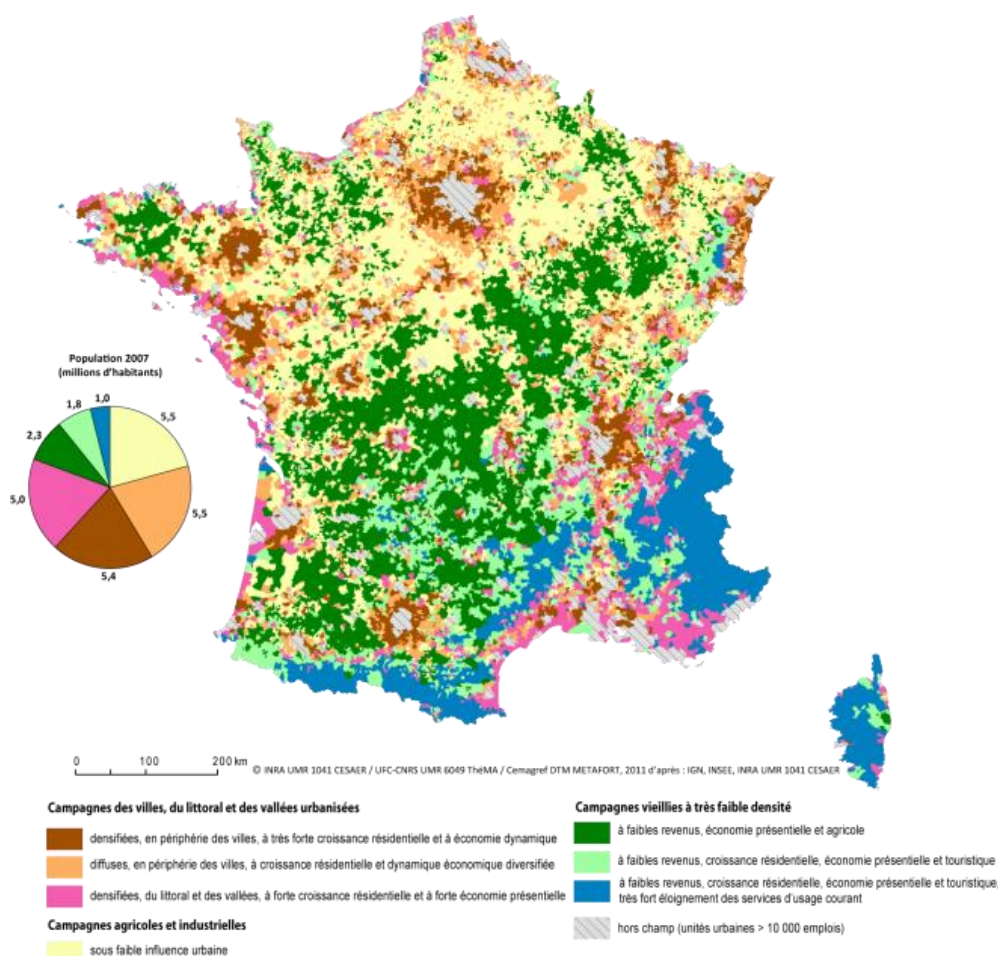 Population 2007
(millions d'habitants)
1,0
1,8
5,5
2,3
5,0
5,5
5,4
0 100 200 km
© INRA UMR 1041 CESAER / UFC-CNRS UMR 6049 ThéMA / Cemagref DTM METAFORT, 2011 d'après : IGN, INSEE, INRA UMR 1041 CESAER
Campagnes des villes, du littoral et des vallées urbanisées
densifiées, en périphérie des villes, à très forte croissance résidentielle et à économie dynamique
diffuses, en périphérie des villes, à croissance résidentielle et dynamique économique diversifiée
densifiées, du littoral et des vallées, à forte croissance résidentielle et à forte économie présentielle
Campagnes agricoles et industrielles
sous faible influence urbaine
Campagnes vieillies à très faible densité
à faibles revenus, économie présentielle et agricole
à faibles revenus, croissance résidentielle, économie présentielle et touristique
à faibles revenus, croissance résidentielle, économie présentielle et touristique,
très fort éloignement des services d'usage courant
hors champ (unités urbaines > 10 000 emplois)